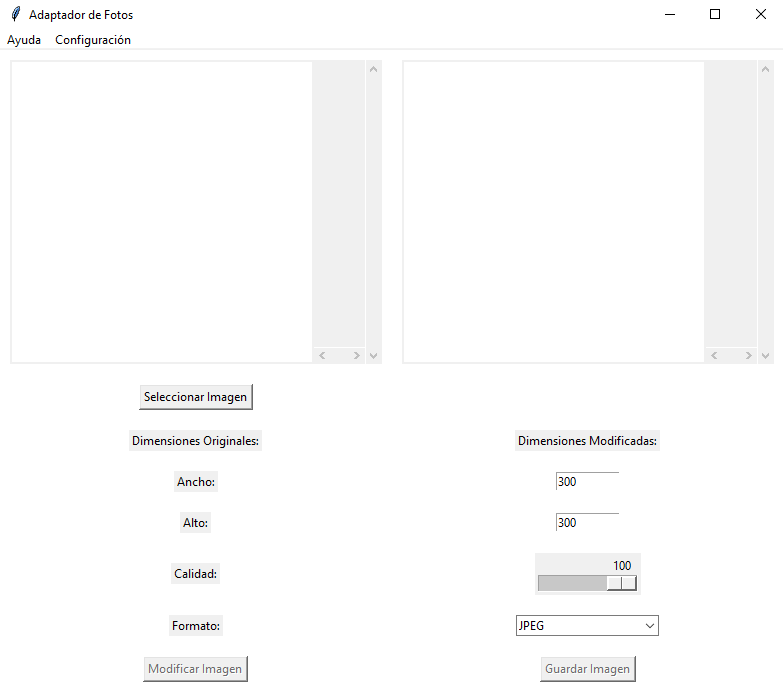 Adaptador de Fotos
Ayuda Configuración
Seleccionar Imagen
Dimensiones Originales: Dimensiones Modificadas:
Ancho: 300
Alto: 300
Calidad: 100
Formato: JPEG
Modificar Imagen Guardar Imagen